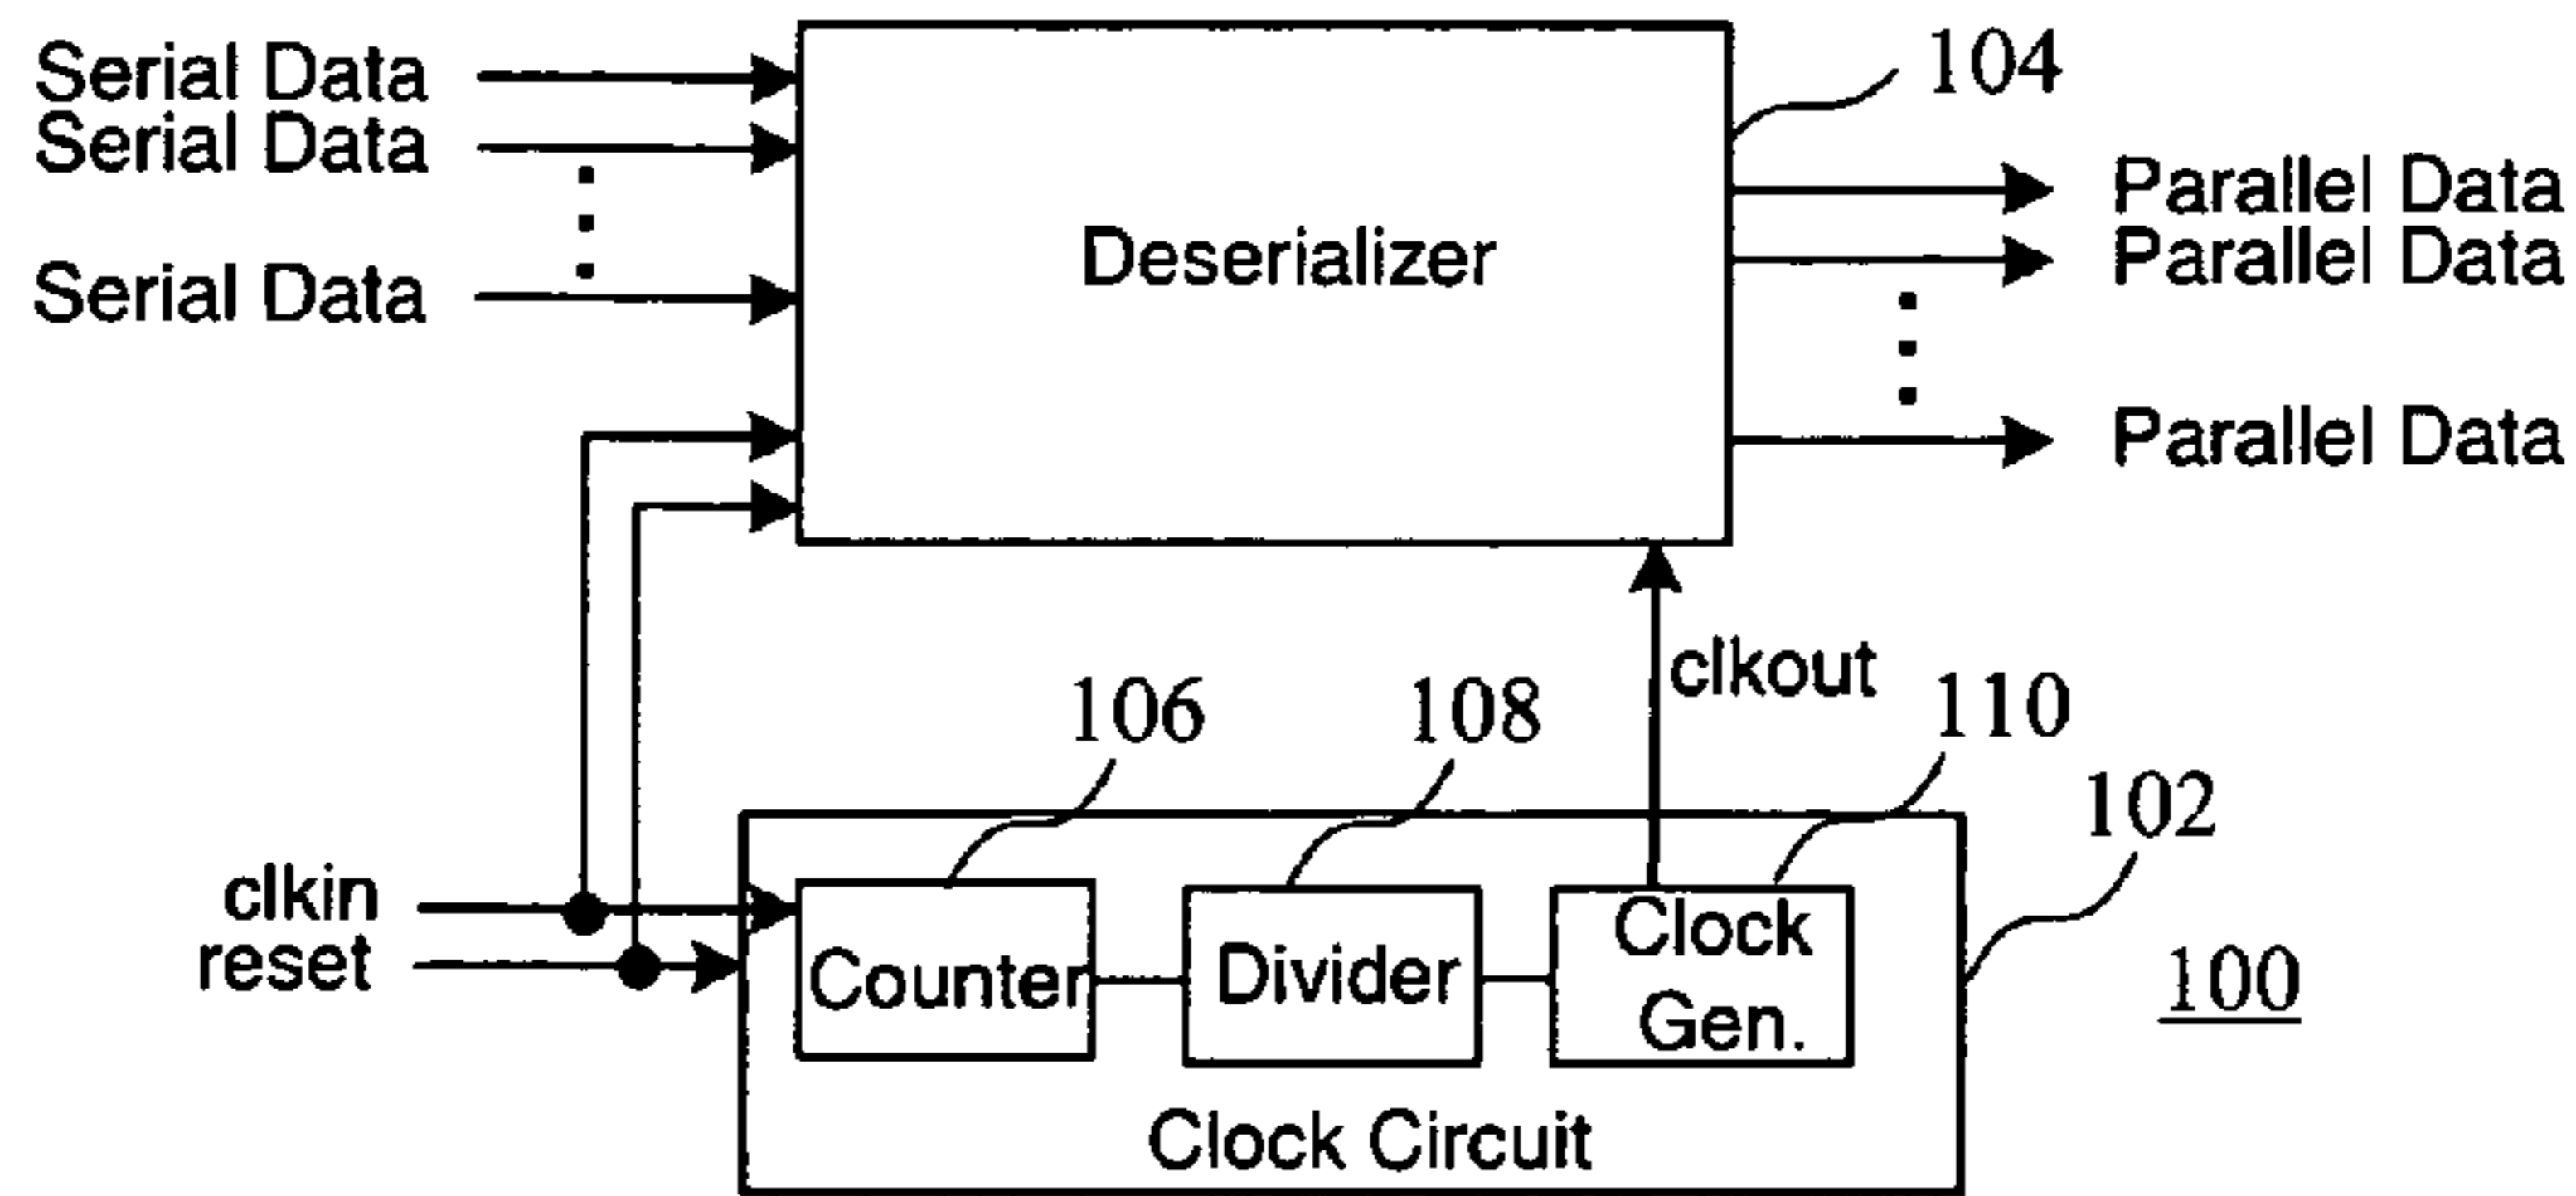 Serial Data
Serial Data
Serial Data
Deserializer
104
Parallel Data
Parallel Data
Parallel Data
clkout
106
108
110
102
clkin
reset
Counter
Divider
Clock
Gen.
100
Clock Circuit